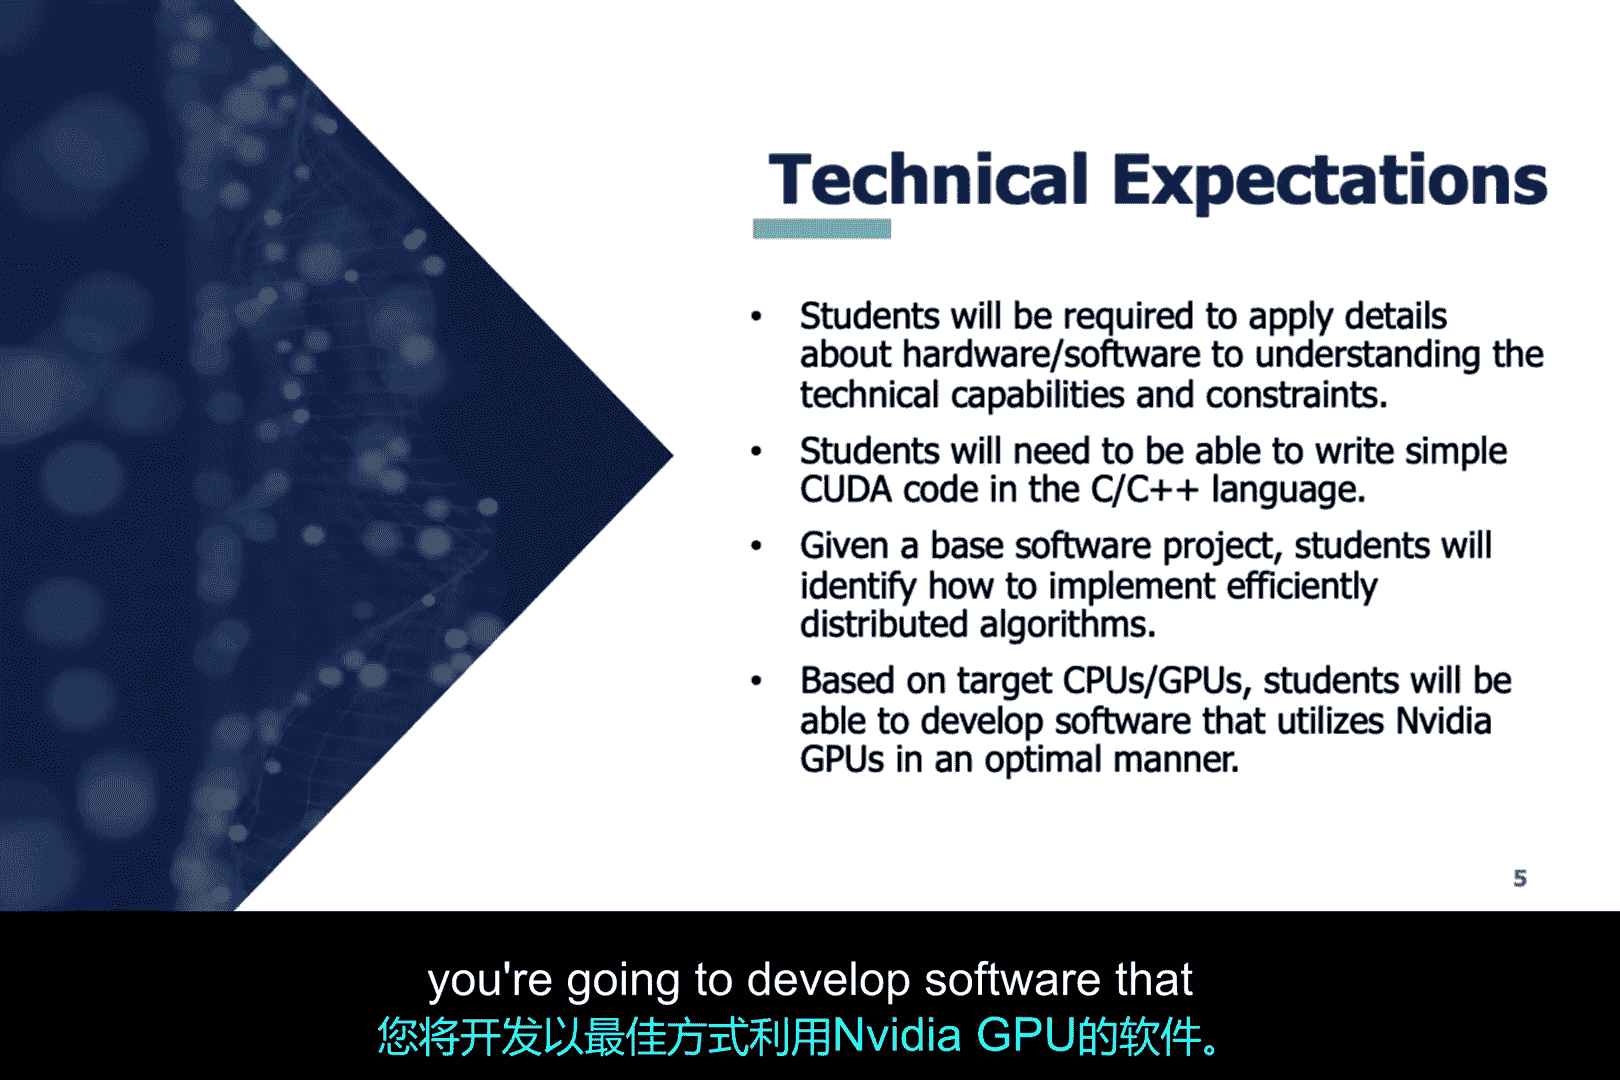 Technical Expectations
• Students will be required to apply details
about hardware/software to understanding the
technical capabilities and constraints.
• Students will need to be able to write simple
CUDA code in the C/C++ language.
• Given a base software project, students will
identify how to implement efficiently
distributed algorithms.
• Based on target CPUs/GPUs, students will be
able to develop software that utilizes Nvidia
GPUs in an optimal manner.
5
you're going to develop software that
您将开发以最佳方式利用Nvidia GPU的软件。